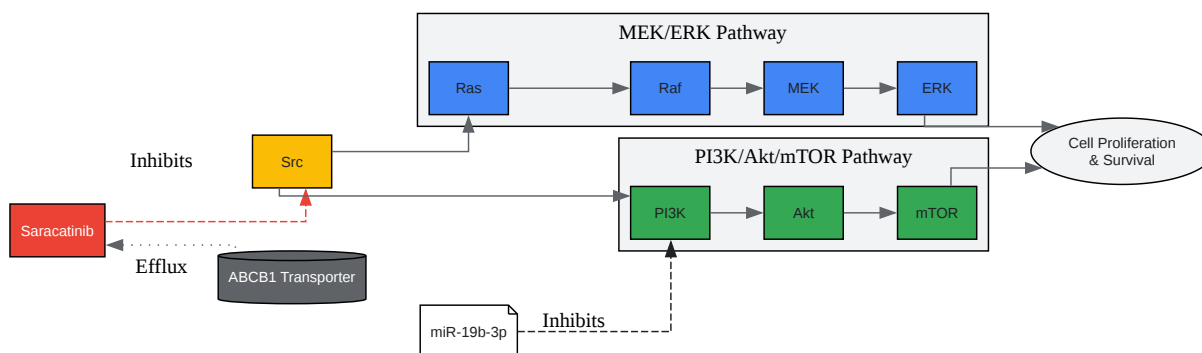 MEK/ERK Pathway
Ras
Raf
MEK
ERK
Cell Proliferation
& Survival
Inhibits
Src
PI3K/Akt/mTOR Pathway
PI3K
Akt
mTOR
Saracatinib
Efflux
ABCB1 Transporter
miR-19b-3p
Inhibits